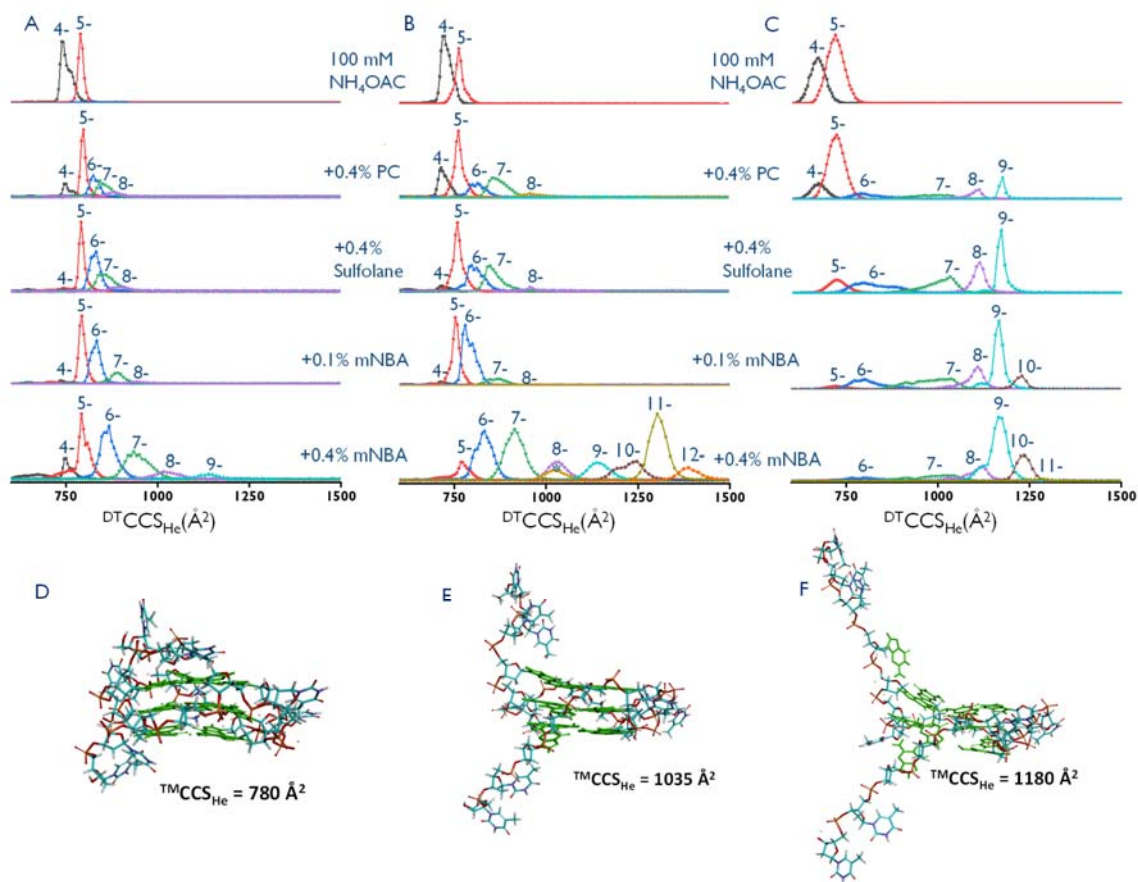 A
4-
5-
B
4-
5-
C
4-
5-
100 mM
NH₄OAC
100 mM
NH₄OAC
4-
5-
6-
7-
8-
+0.4% PC
4-
5-
6-
7-
8-
+0.4% PC
4-
5-
6-
7-
8-
9-
4-
5-
6-
7-
8-
+0.4%
Sulfolane
4-
5-
6-
7-
8-
+0.4%
Sulfolane
5-
6-
7-
8-
9-
4-
5-
6-
7-
8-
+0.1% mNBA
4-
5-
6-
7-
8-
+0.1% mNBA
5-
6-
7-
8-
9-
10-
4-
5-
6-
7-
8-
9-
+0.4% mNBA
5-
6-
7-
8-
9-
10-
11-
12-
+0.4% mNBA
6-
7-
8-
9-
10-
11-
750 1000 1250 1500
750 1000 1250 1500
750 1000 1250 1500
ᴰᵀCCS_He(Å²)
ᴰᵀCCS_He(Å²)
ᴰᵀCCS_He(Å²)
D
E
F
ᵀᴹCCS_He = 780 Å²
ᵀᴹCCS_He = 1035 Å²
ᵀᴹCCS_He = 1180 Å²